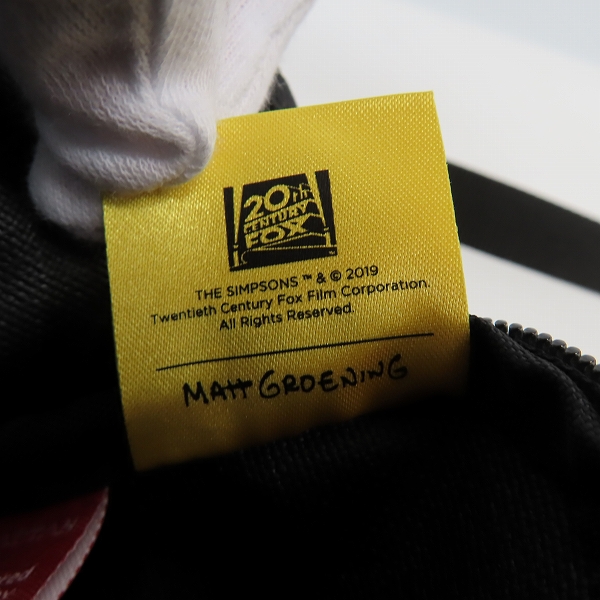 20th
CENTURY
FOX
THE SIMPSONS ™ & © 2019
Twentieth Century Fox Film Corporation.
All Rights Reserved.
MATT GROENING